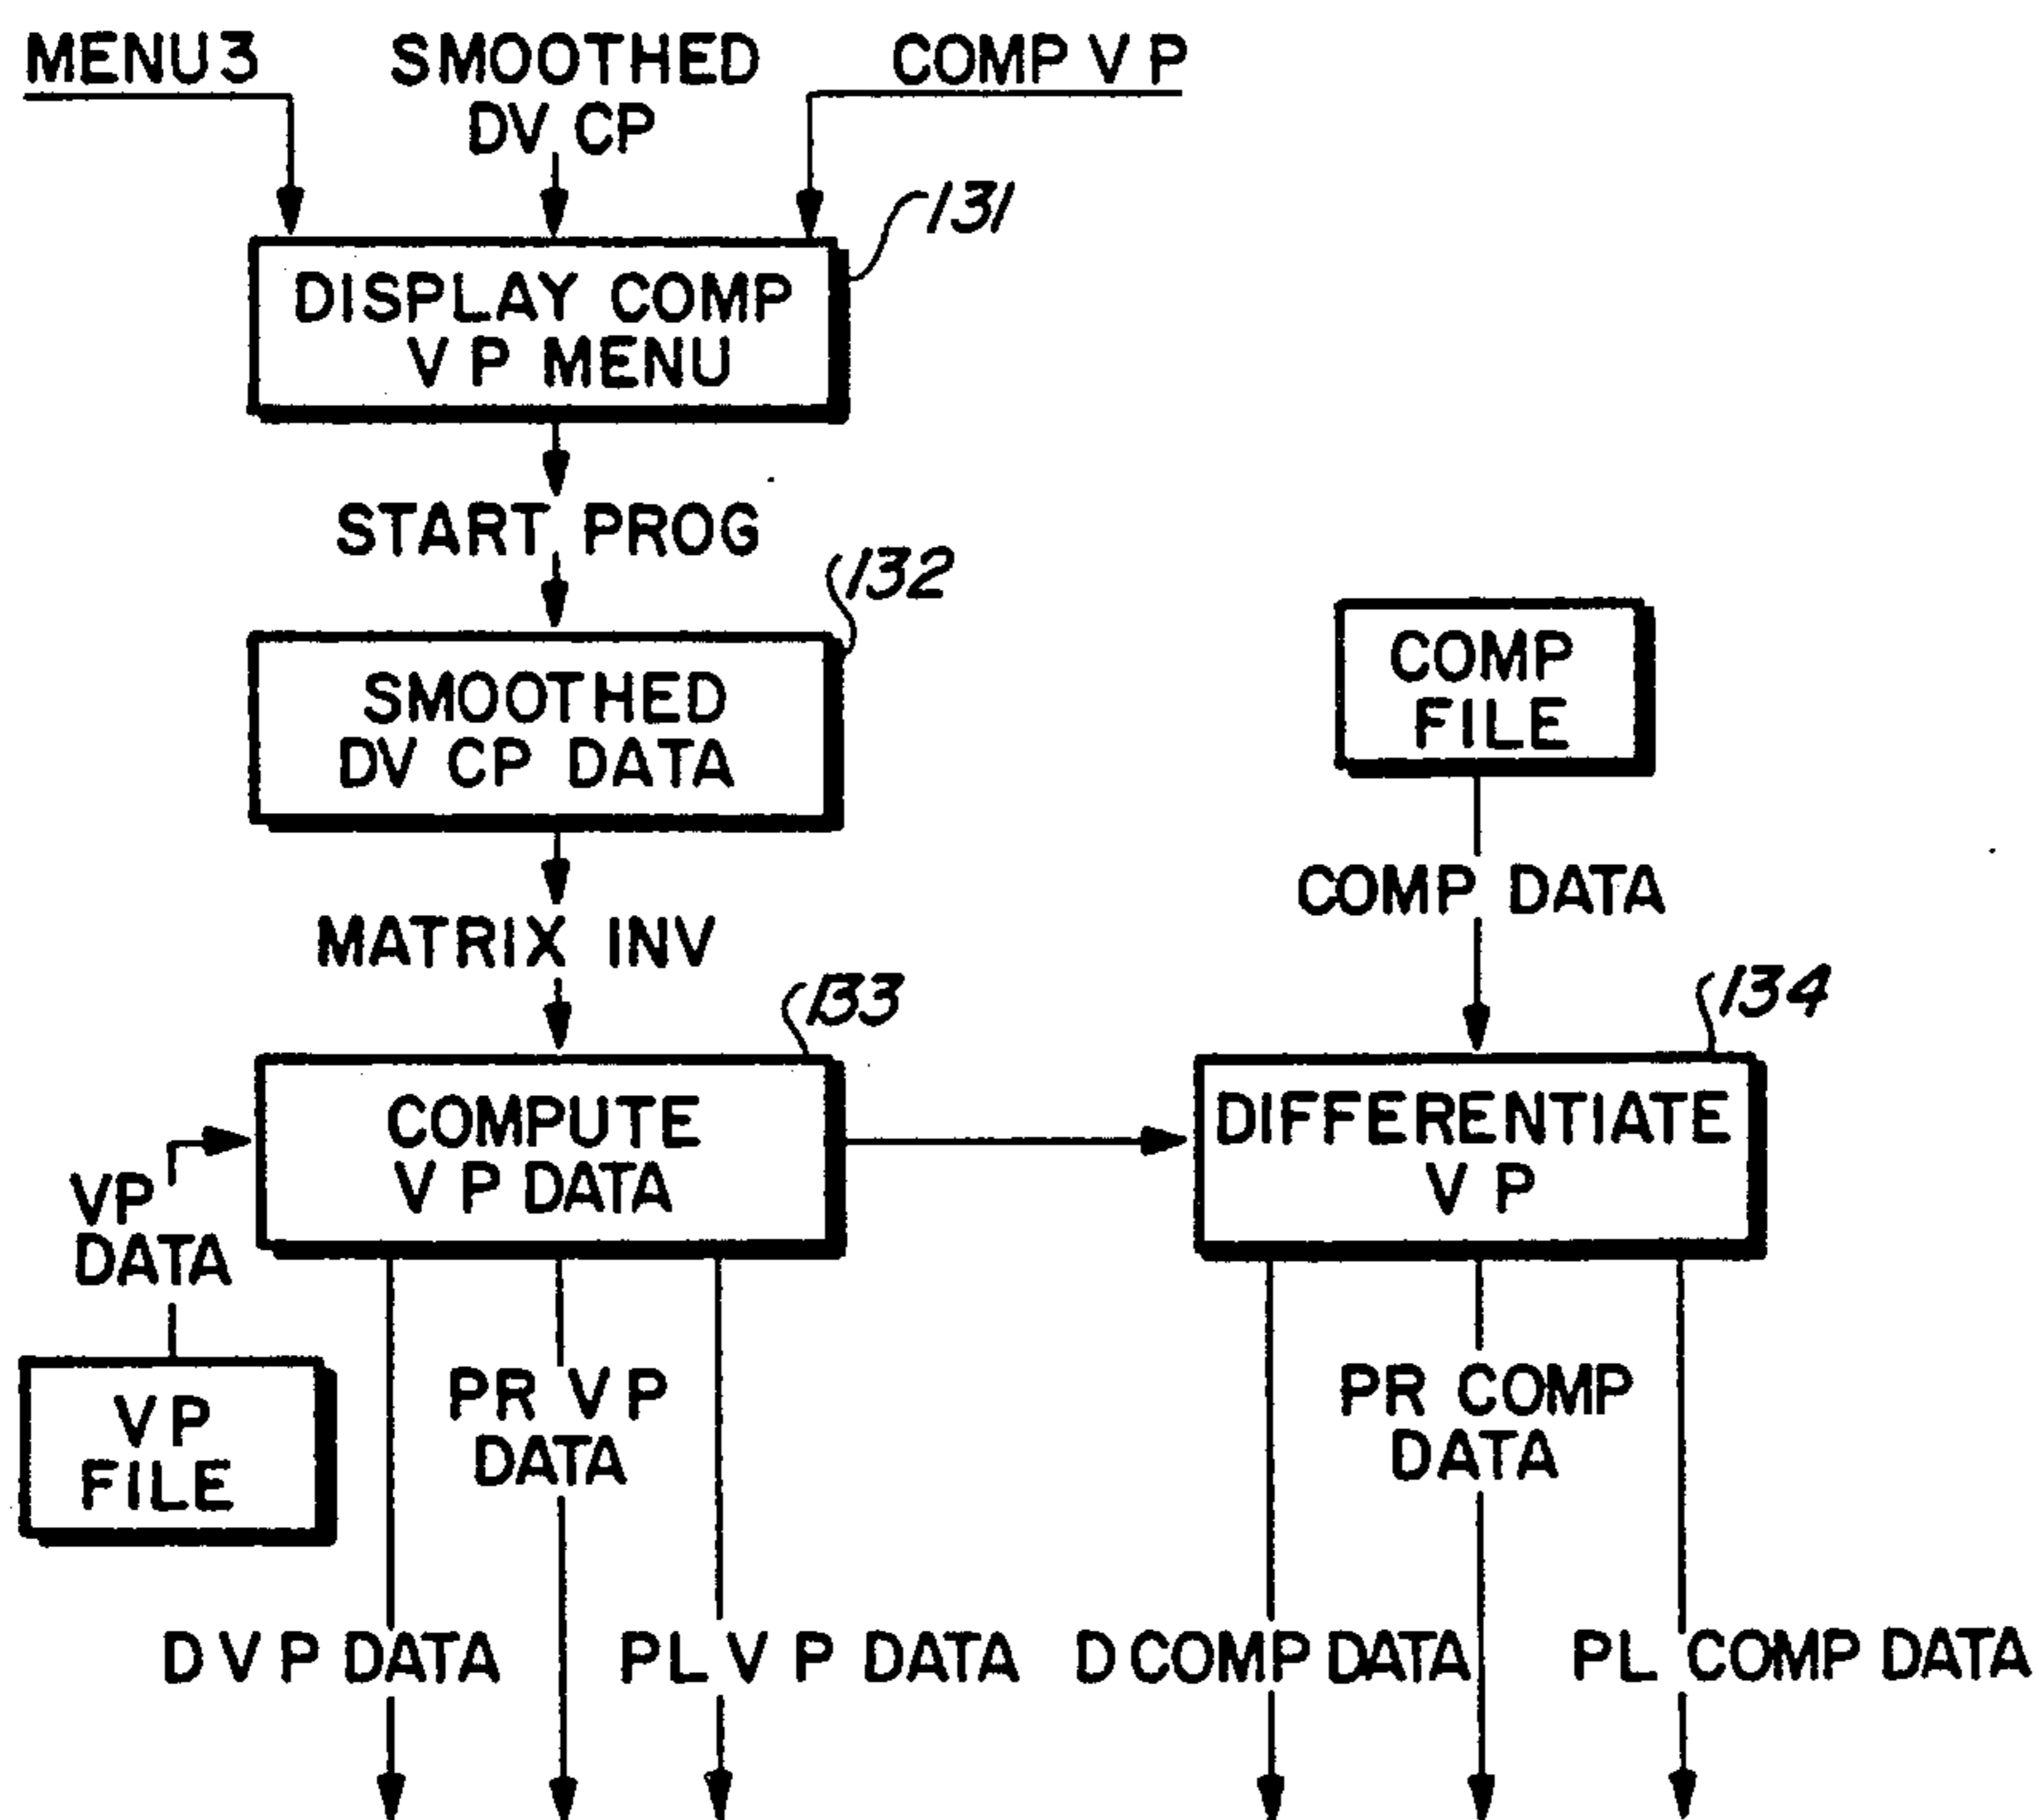 MENU3
SMOOTHED
DV CP
COMP V P
131
DISPLAY COMP
V P MENU
START PROG
132
SMOOTHED
DV CP DATA
COMP
FILE
MATRIX INV
COMP DATA
133
134
COMPUTE
V P DATA
DIFFERENTIATE
V P
VP
DATA
VP
FILE
PR V P
DATA
PR COMP
DATA
D V P DATA
PL V P DATA
D COMP DATA
PL COMP DATA